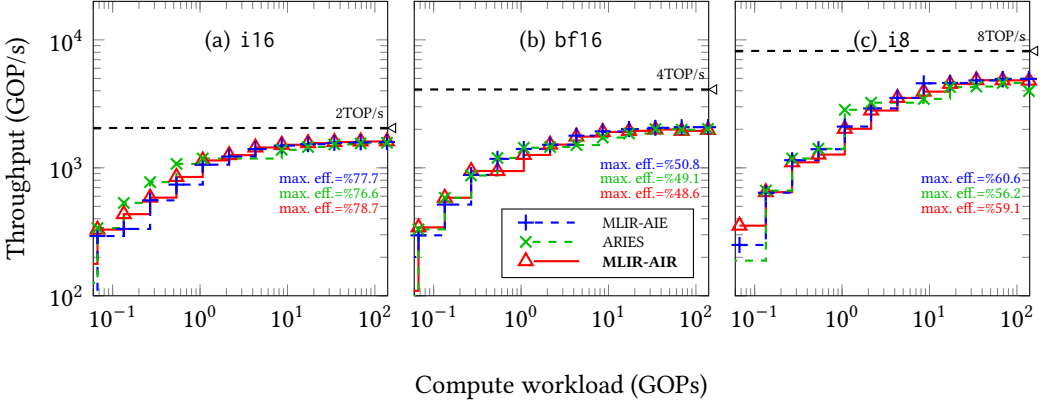 Throughput (GOP/s)
10^4
10^3
10^2
(a) i16
2TOP/s
max. eff.=%77.7
max. eff.=%76.6
max. eff.=%78.7
10^−1
10^0
10^1
10^2
(b) bf16
4TOP/s
max. eff.=%50.8
max. eff.=%49.1
max. eff.=%48.6
MLIR-AIE
ARIES
MLIR-AIR
10^−1
10^0
10^1
10^2
(c) i8
8TOP/s
max. eff.=%60.6
max. eff.=%56.2
max. eff.=%59.1
10^−1
10^0
10^1
10^2
Compute workload (GOPs)